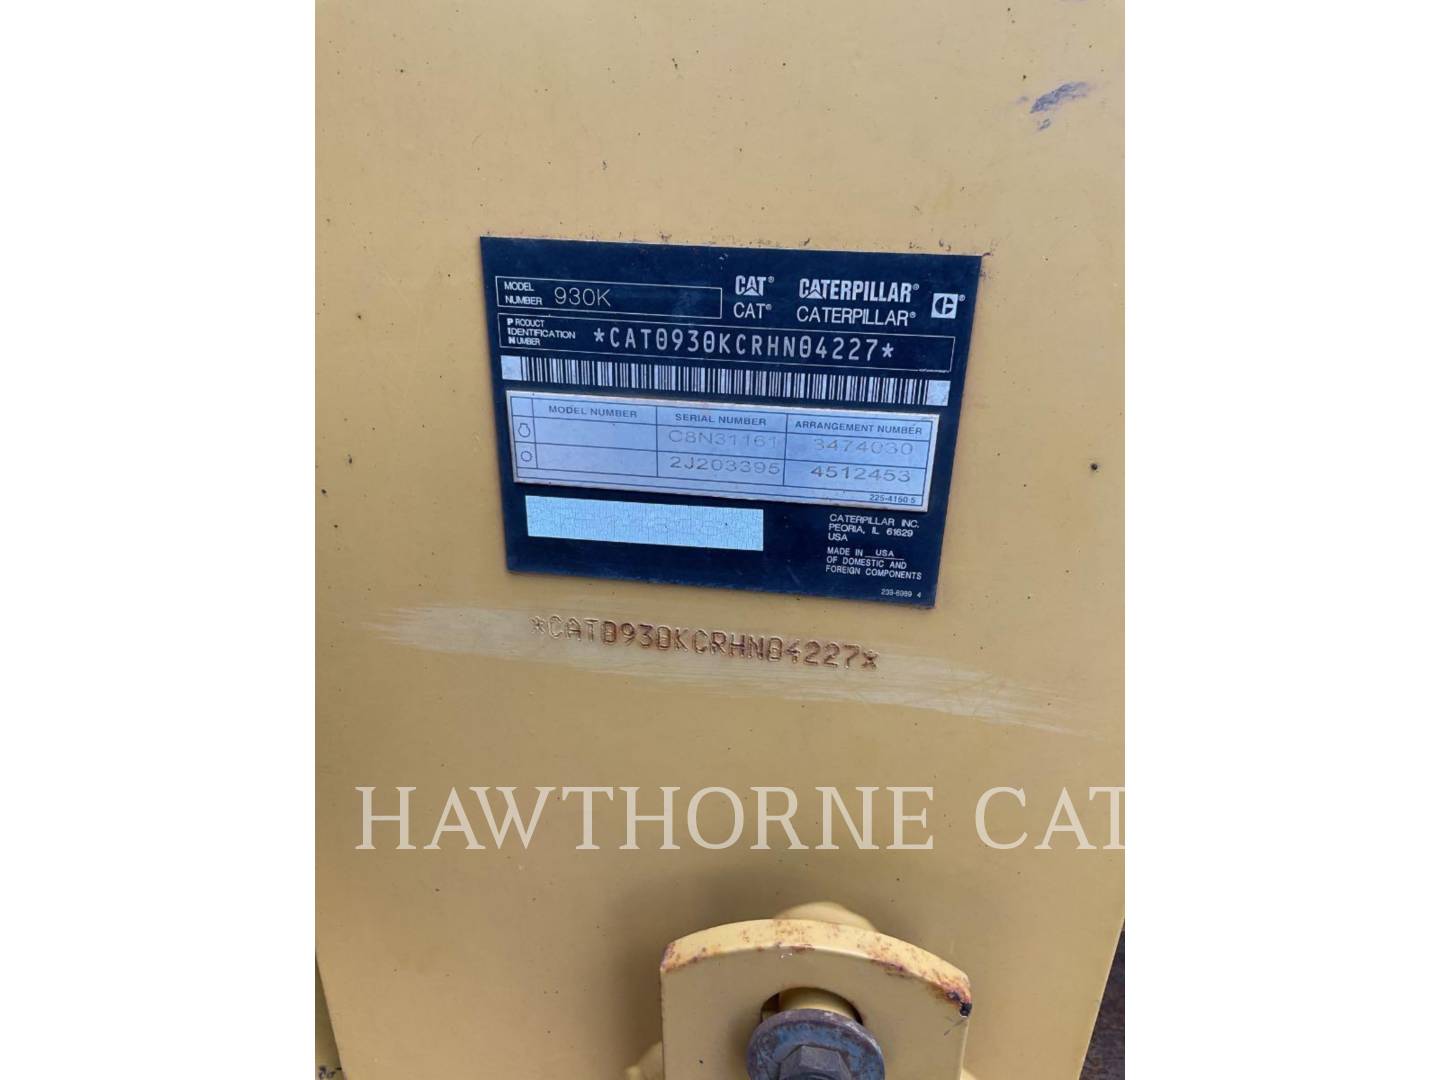 MODEL NUMBER 930K
CAT® CATERPILLAR®
CAT® CATERPILLAR®
PRODUCT IDENTIFICATION NUMBER *CAT0930KCRHN04227*
MODEL NUMBER SERIAL NUMBER ARRANGEMENT NUMBER
C8N31161 3474030
2J203395 4512453
225-4150 5
CATERPILLAR INC.
PEORIA, IL 61629
USA
MADE IN USA
OF DOMESTIC AND
FOREIGN COMPONENTS
239-6989 4
*CAT0930KCRHN04227*
HAWTHORNE CAT